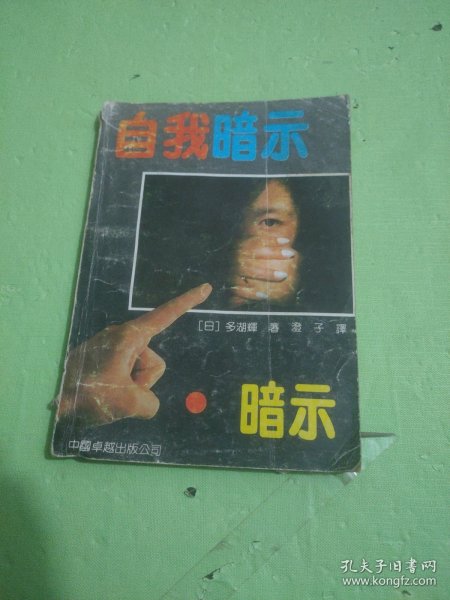 自我暗示
[日]多湖輝 著 澄子 譯
暗示
中國卓越出版公司
孔夫子旧书网
www.kongfz.com